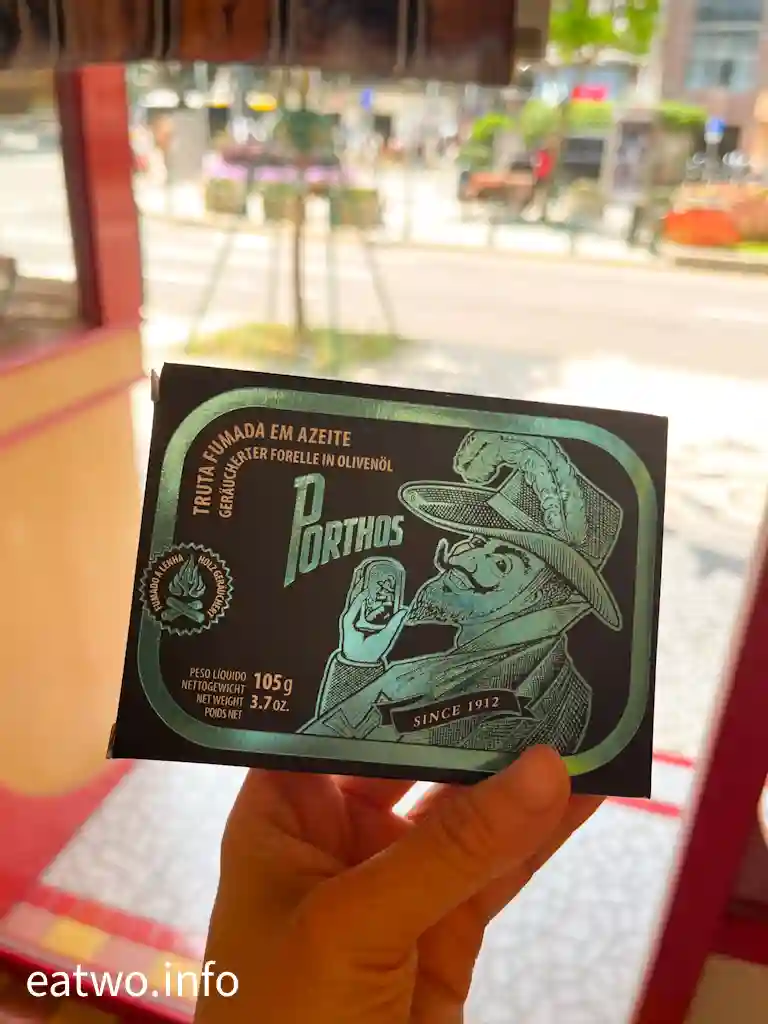 TRUTA FUMADA EM AZEITE
GERÄUCHERTER FORELLE IN OLIVENÖL
PORTHOS
FUMADO A LENHA
HOLZ GERÄUCHERT
PESO LÍQUIDO
NETTOGEWICHT
NET WEIGHT
POIDS NET
105g
3.7 oz.
SINCE 1912
eatwo.info